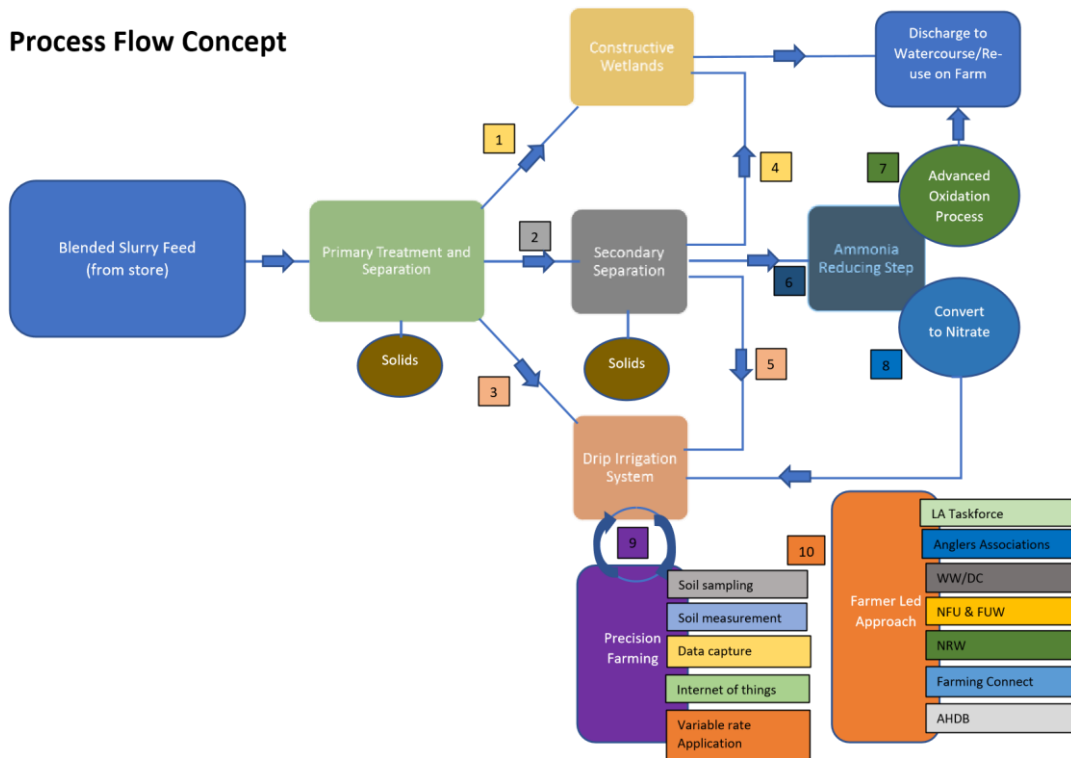 Process Flow Concept
Constructive
Wetlands
Discharge to
Watercourse/Re-
use on Farm
1
4
7
Advanced
Oxidation
Process
Blended Slurry Feed
(from store)
Primary Treatment and
Separation
2
Secondary
Separation
Ammonia
Reducing Step
6
Convert
to Nitrate
Solids
Solids
3
5
8
Drip Irrigation
System
9
10
Precision
Farming
Soil sampling
Soil measurement
Data capture
Internet of things
Variable rate
Application
Farmer Led
Approach
LA Taskforce
Anglers Associations
WW/DC
NFU & FUW
NRW
Farming Connect
AHDB